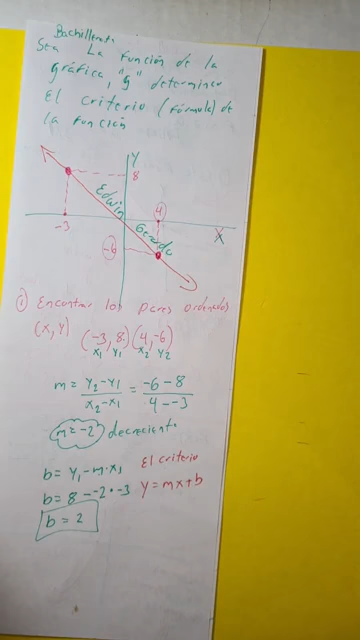 Bachillerato
Sea La función de la
gráfica, "g" determine
El criterio (fórmula) de
la función
Y
8
Edwin
4
-3
Gerardo
X
-6
① Encontrar los pares ordenados
(X, Y) (-3, 8) (4, -6)
X₁ Y₁ X₂ Y₂
m = Y₂-Y₁ / X₂-X₁ = -6-8 / 4--3
m=-2 decreciente
b= Y₁-m·X₁ El criterio
b= 8--2·-3 Y=mx+b
b=2